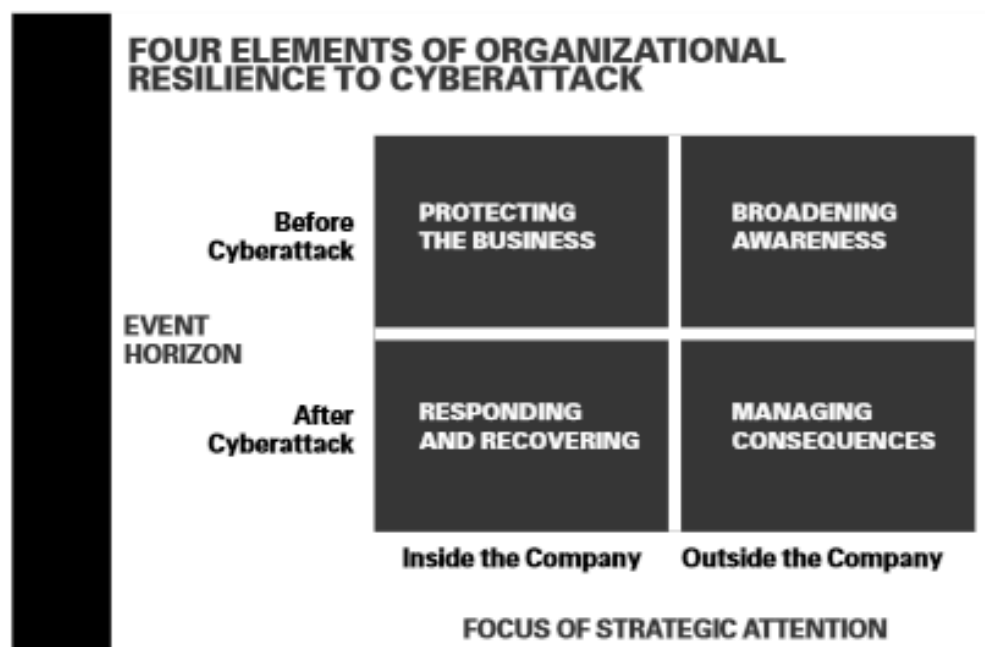 FOUR ELEMENTS OF ORGANIZATIONAL
RESILIENCE TO CYBERATTACK
Before
Cyberattack
PROTECTING
THE BUSINESS
BROADENING
AWARENESS
EVENT
HORIZON
After
Cyberattack
RESPONDING
AND RECOVERING
MANAGING
CONSEQUENCES
Inside the Company
Outside the Company
FOCUS OF STRATEGIC ATTENTION